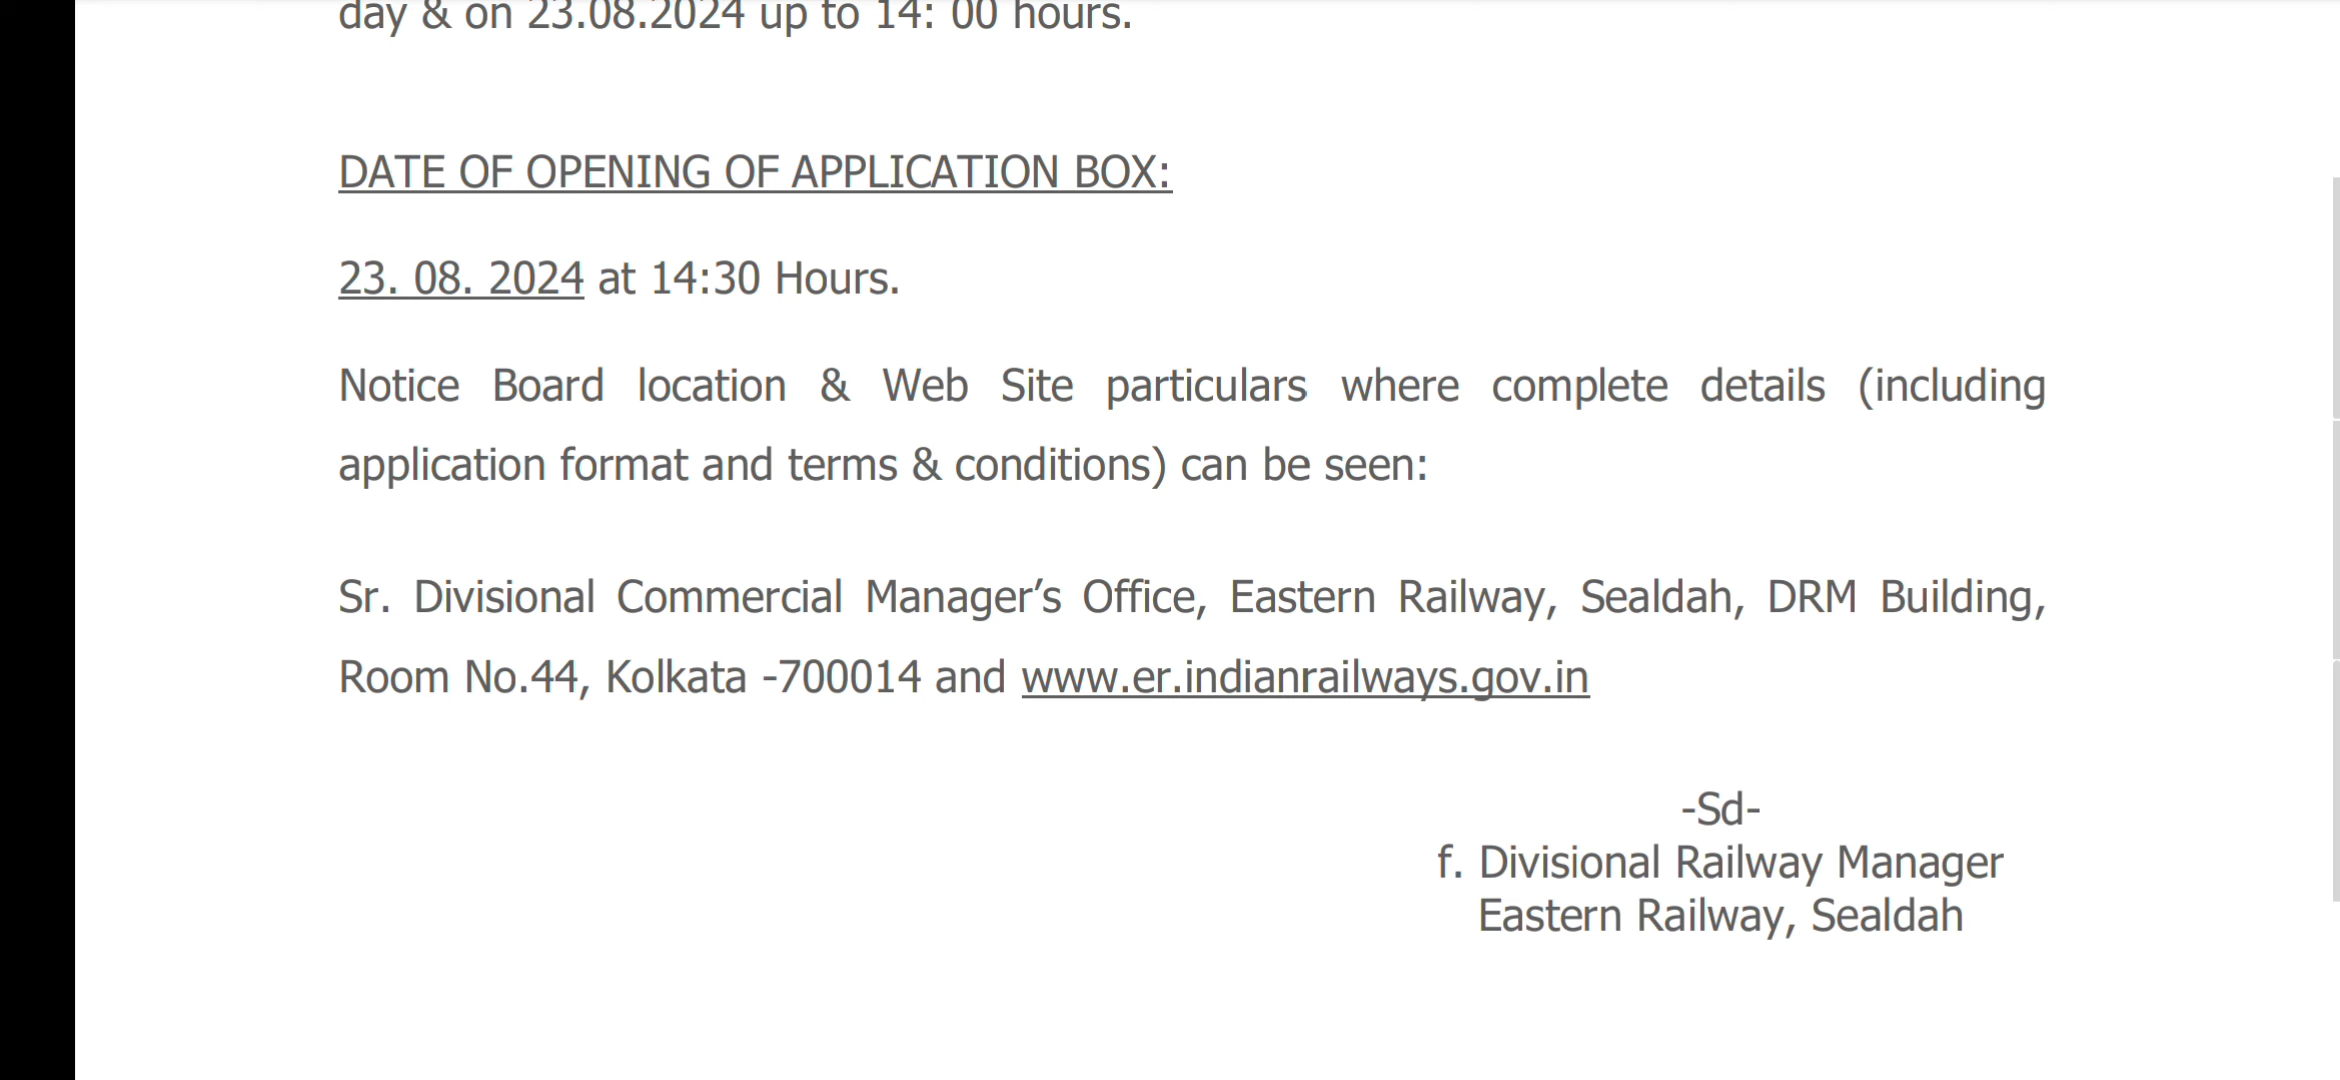 day & on 23.08.2024 up to 14: 00 hours.
DATE OF OPENING OF APPLICATION BOX:
23. 08. 2024 at 14:30 Hours.
Notice Board location & Web Site particulars where complete details (including
application format and terms & conditions) can be seen:
Sr. Divisional Commercial Manager’s Office, Eastern Railway, Sealdah, DRM Building,
Room No.44, Kolkata -700014 and www.er.indianrailways.gov.in
-Sd-
f. Divisional Railway Manager
Eastern Railway, Sealdah